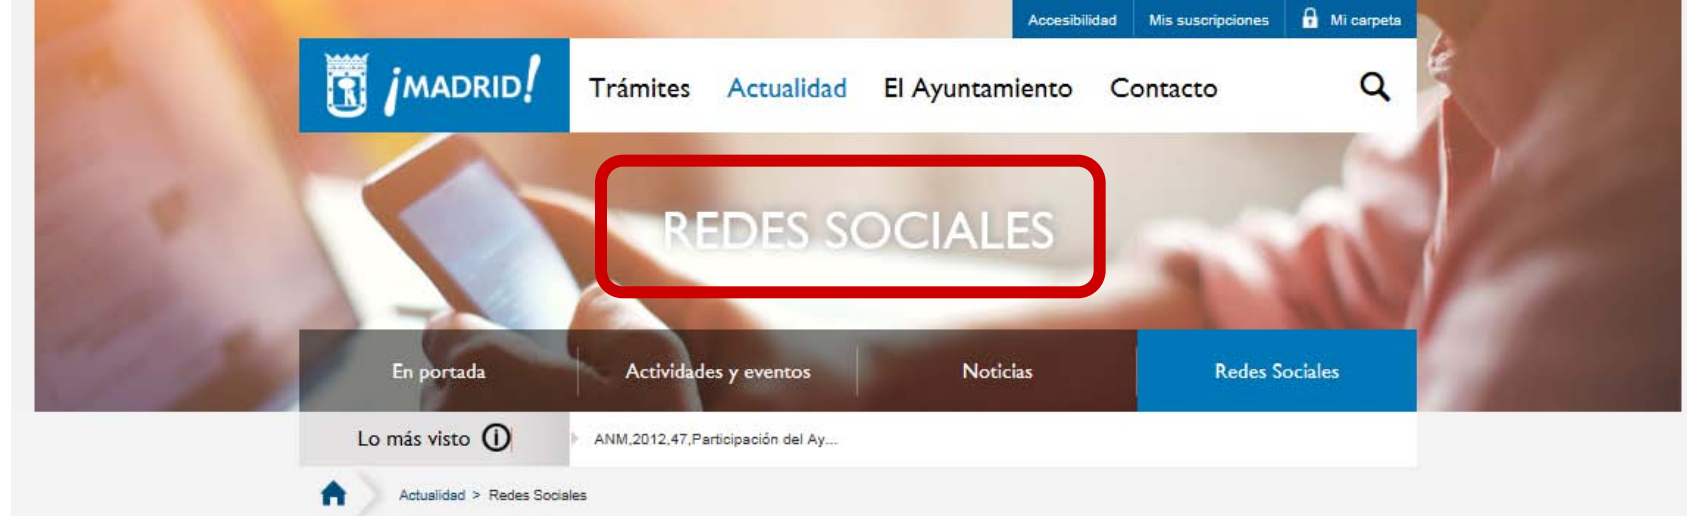 Accesibilidad Mis suscripciones Mi carpeta
¡MADRID! Trámites Actualidad El Ayuntamiento Contacto
REDES SOCIALES
En portada Actividades y eventos Noticias Redes Sociales
Lo más visto ANM,2012,47,Participación del Ay...
Actualidad > Redes Sociales